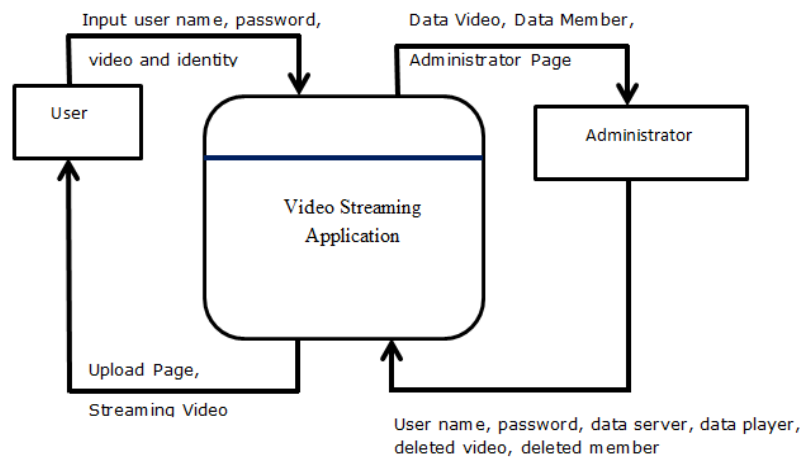 Input user name, password,
video and identity
Data Video, Data Member,
Administrator Page
User
Administrator
Video Streaming
Application
Upload Page,
Streaming Video
User name, password, data server, data player,
deleted video, deleted member